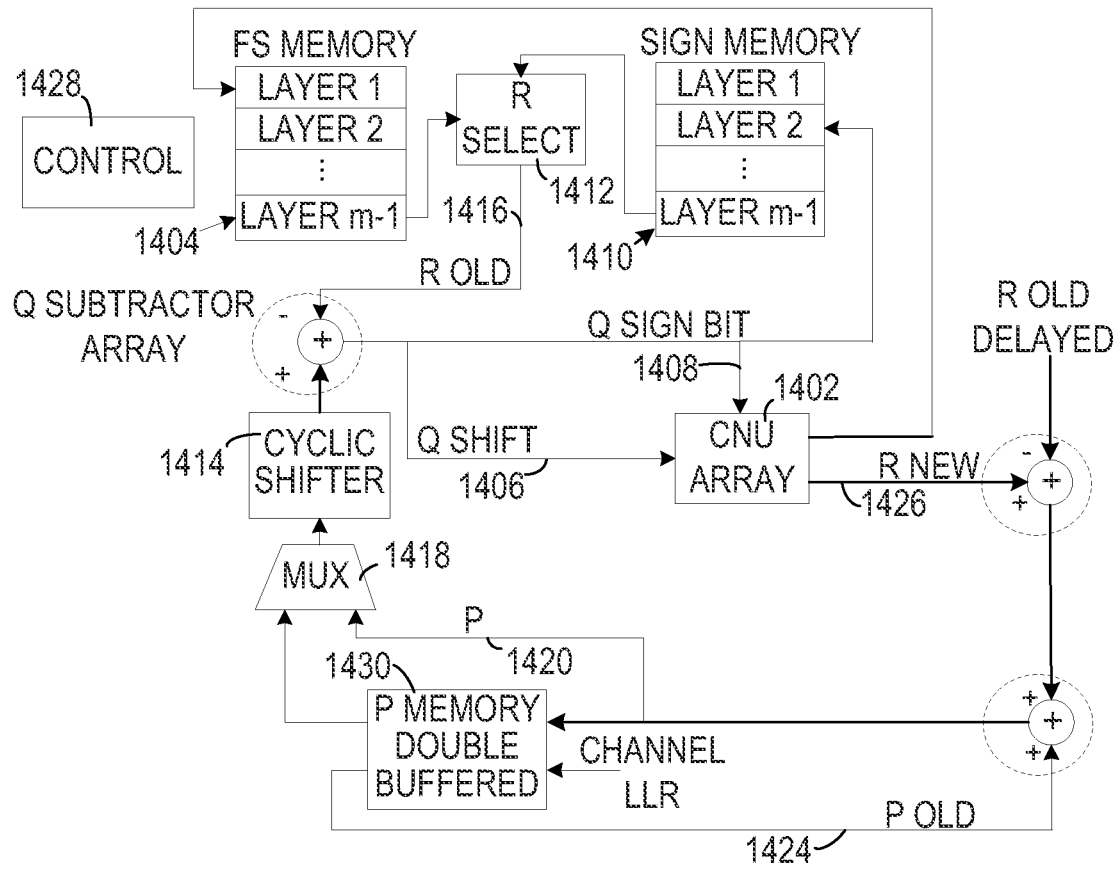 FS MEMORY
LAYER 1
LAYER 2
⋮
LAYER m-1
1404
1428
CONTROL
R
SELECT
1412
1416
R OLD
SIGN MEMORY
LAYER 1
LAYER 2
⋮
LAYER m-1
1410
Q SUBTRACTOR
ARRAY
-
+
+
Q SIGN BIT
1408
R OLD
DELAYED
1414
CYCLIC
SHIFTER
Q SHIFT
1406
1402
CNU
ARRAY
R NEW
1426
-
+
+
MUX
1418
P
1420
1430
P MEMORY
DOUBLE
BUFFERED
CHANNEL
LLR
+
+
+
P OLD
1424